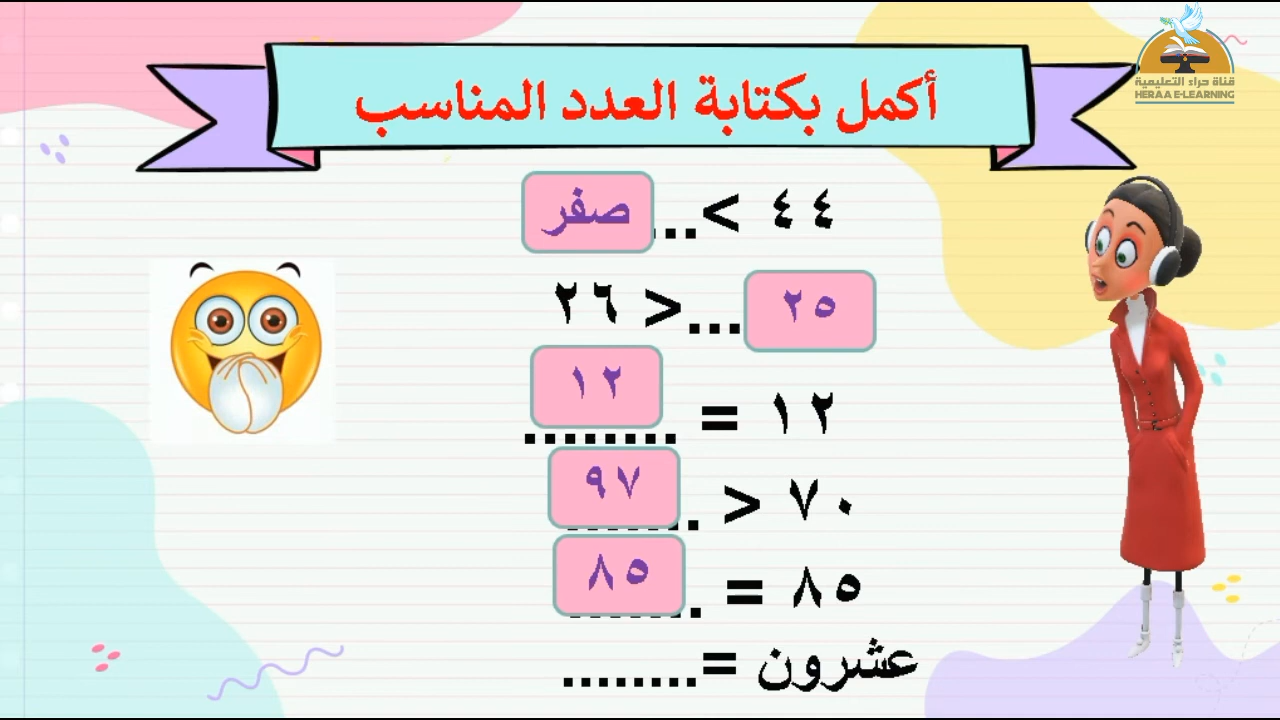 قناة حراء التعليمية
HERAA E-LEARNING
أكمل بكتابة العدد المناسب
٤٤ < ... صفر
٢٥ ... > ٢٦
١٢ = ........ ١٢
٧٠ > ........ ٩٧
٨٥ = ........ ٨٥
عشرون = ........